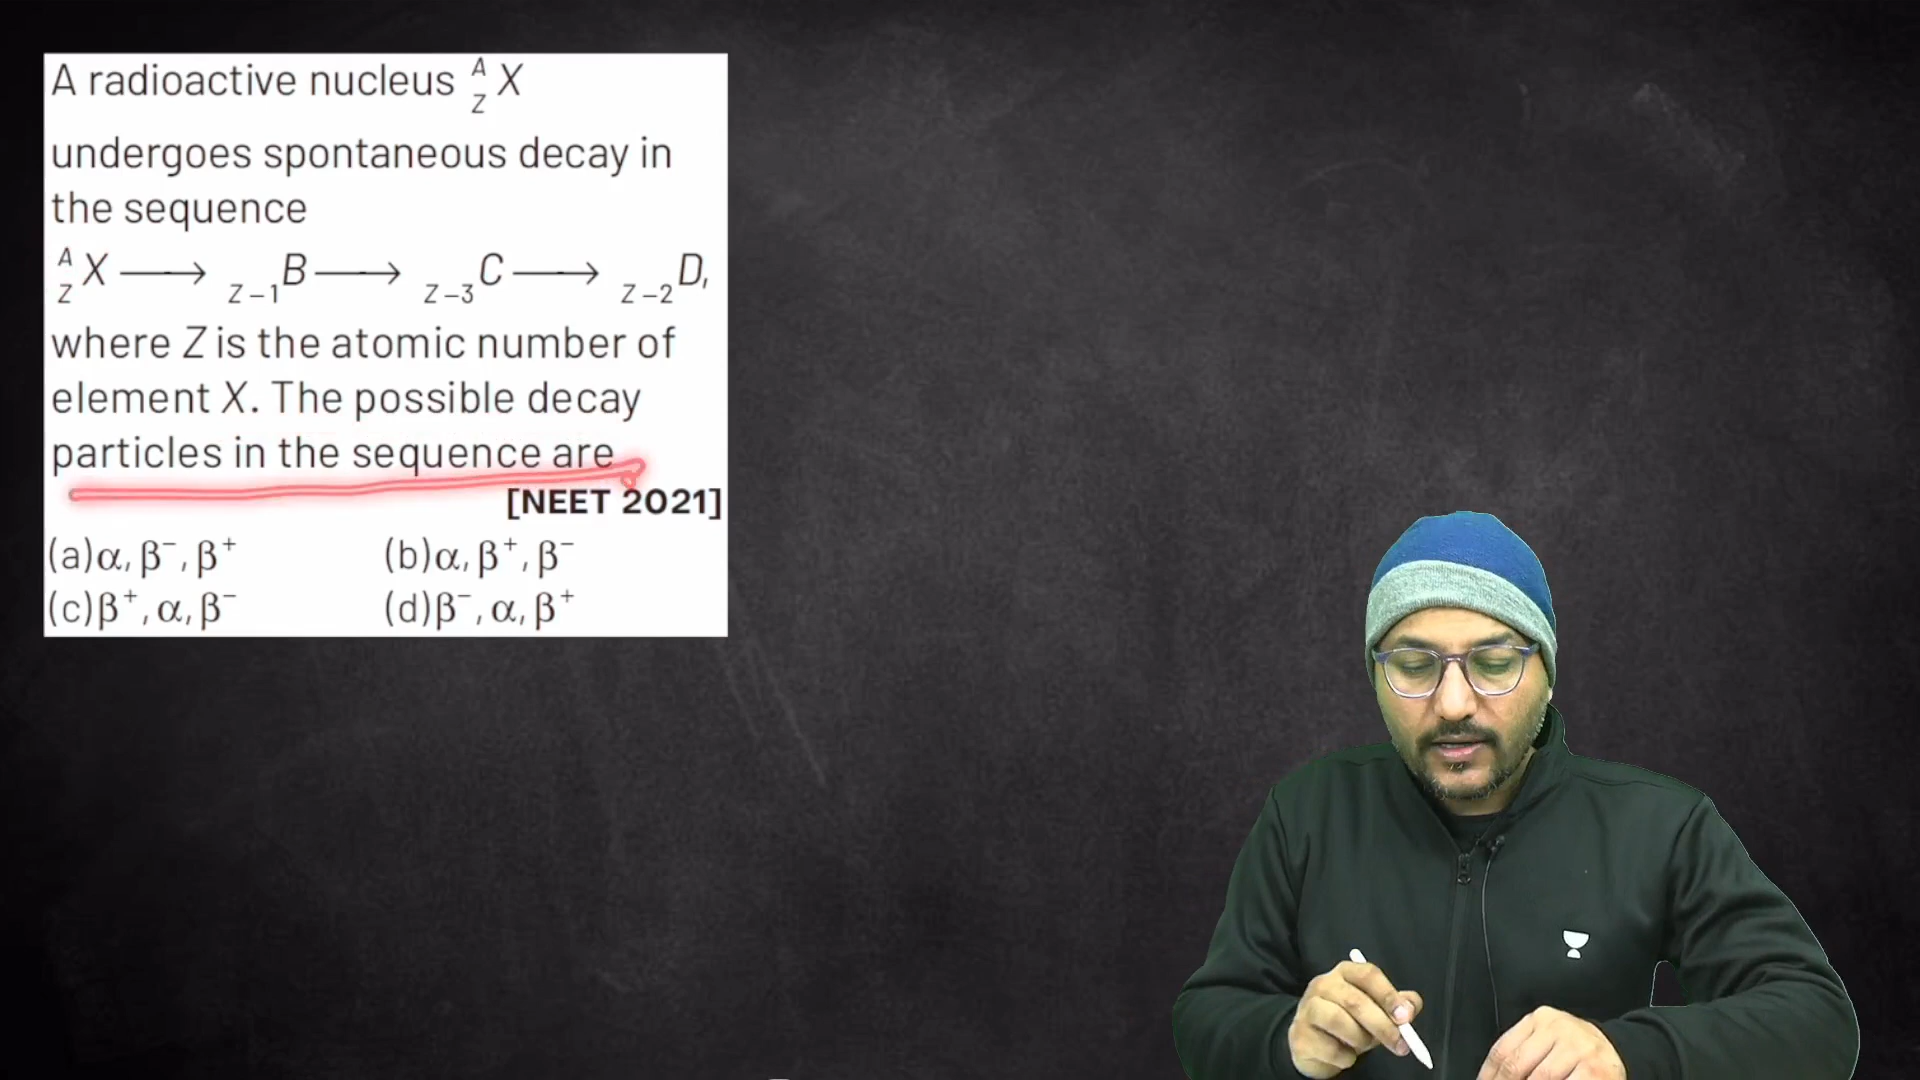 A radioactive nucleus ᴬ_Z X
undergoes spontaneous decay in
the sequence
ᴬ_Z X ⟶ _{Z−1}B ⟶ _{Z−3}C ⟶ _{Z−2}D,
where Z is the atomic number of
element X. The possible decay
particles in the sequence are
[NEET 2021]
(a) α, β⁻, β⁺ (b) α, β⁺, β⁻
(c) β⁺, α, β⁻ (d) β⁻, α, β⁺